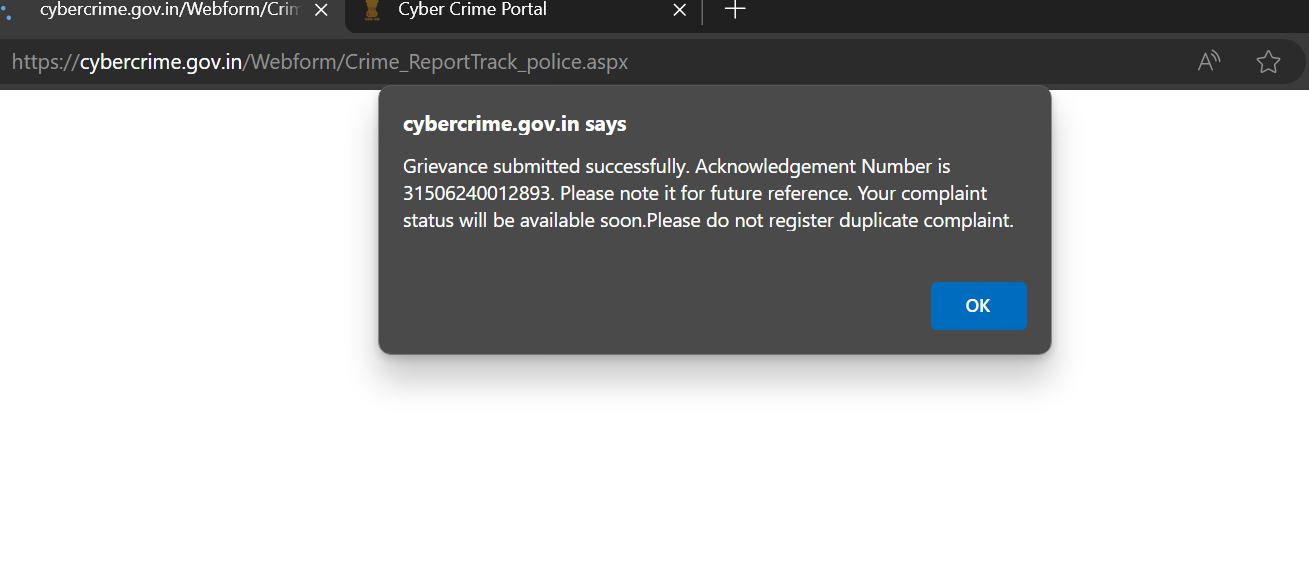 cybercrime.gov.in/Webform/Crim
Cyber Crime Portal
https://cybercrime.gov.in/Webform/Crime_ReportTrack_police.aspx
cybercrime.gov.in says
Grievance submitted successfully. Acknowledgement Number is
31506240012893. Please note it for future reference. Your complaint
status will be available soon.Please do not register duplicate complaint.
OK